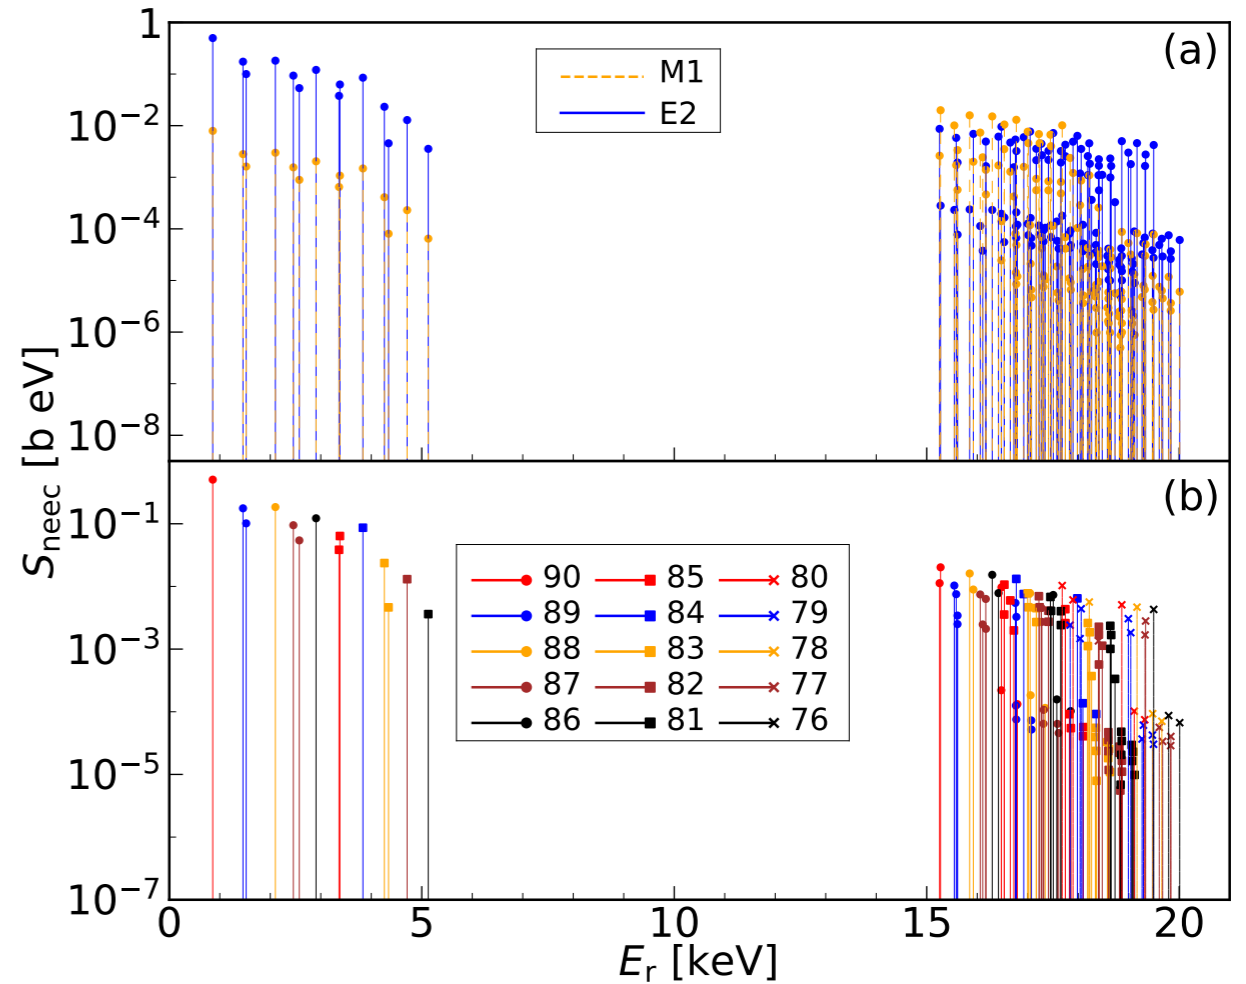 1
(a)
M1
E2
10⁻²
10⁻⁴
10⁻⁶
10⁻⁸
S_neec [b eV]
(b)
10⁻¹
10⁻³
10⁻⁵
10⁻⁷
90 85 80
89 84 79
88 83 78
87 82 77
86 81 76
0 5 10 15 20
E_r [keV]